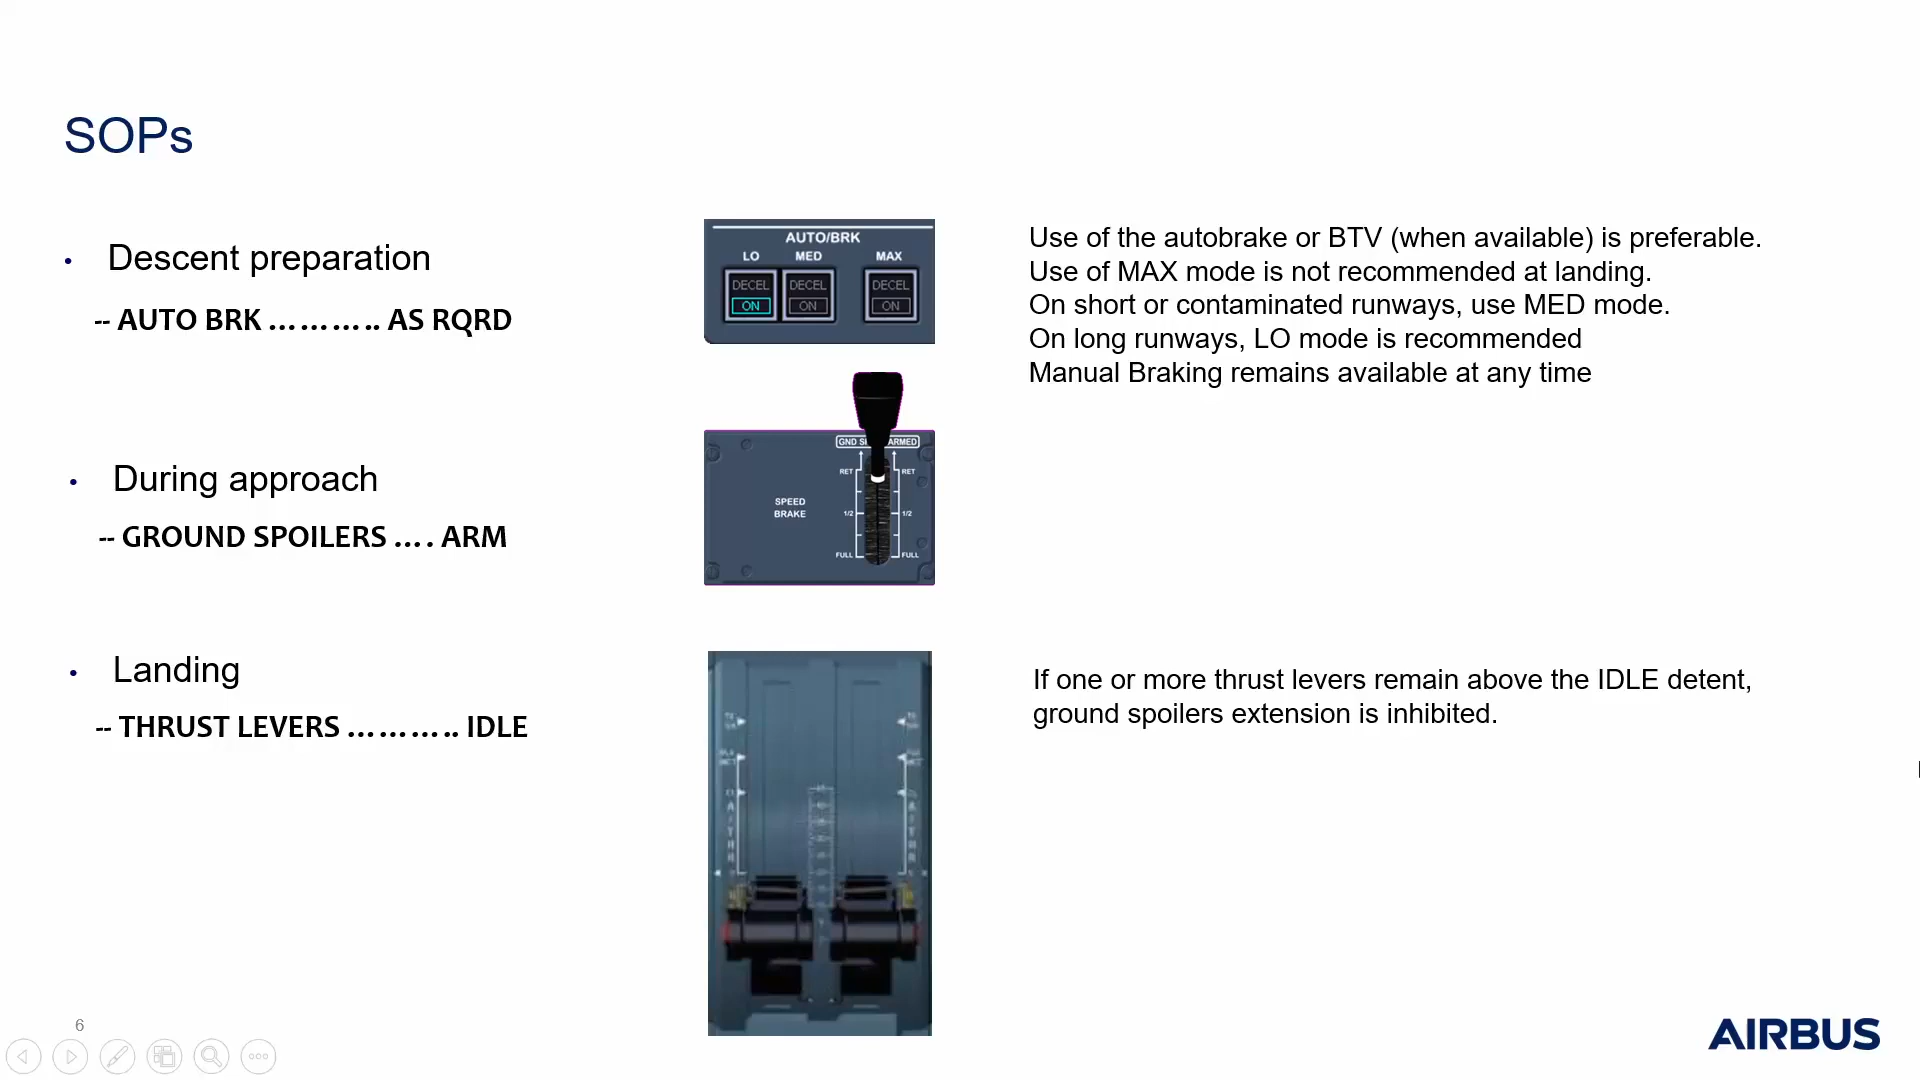 SOPs
• Descent preparation
-- AUTO BRK ……….. AS RQRD
AUTO/BRK
LO MED MAX
DECEL DECEL DECEL
ON ON ON
Use of the autobrake or BTV (when available) is preferable.
Use of MAX mode is not recommended at landing.
On short or contaminated runways, use MED mode.
On long runways, LO mode is recommended
Manual Braking remains available at any time
• During approach
-- GROUND SPOILERS …. ARM
GND ARMED
RET RET
SPEED
BRAKE
1/2 1/2
FULL FULL
• Landing
-- THRUST LEVERS ……….. IDLE
If one or more thrust levers remain above the IDLE detent,
ground spoilers extension is inhibited.
6
AIRBUS